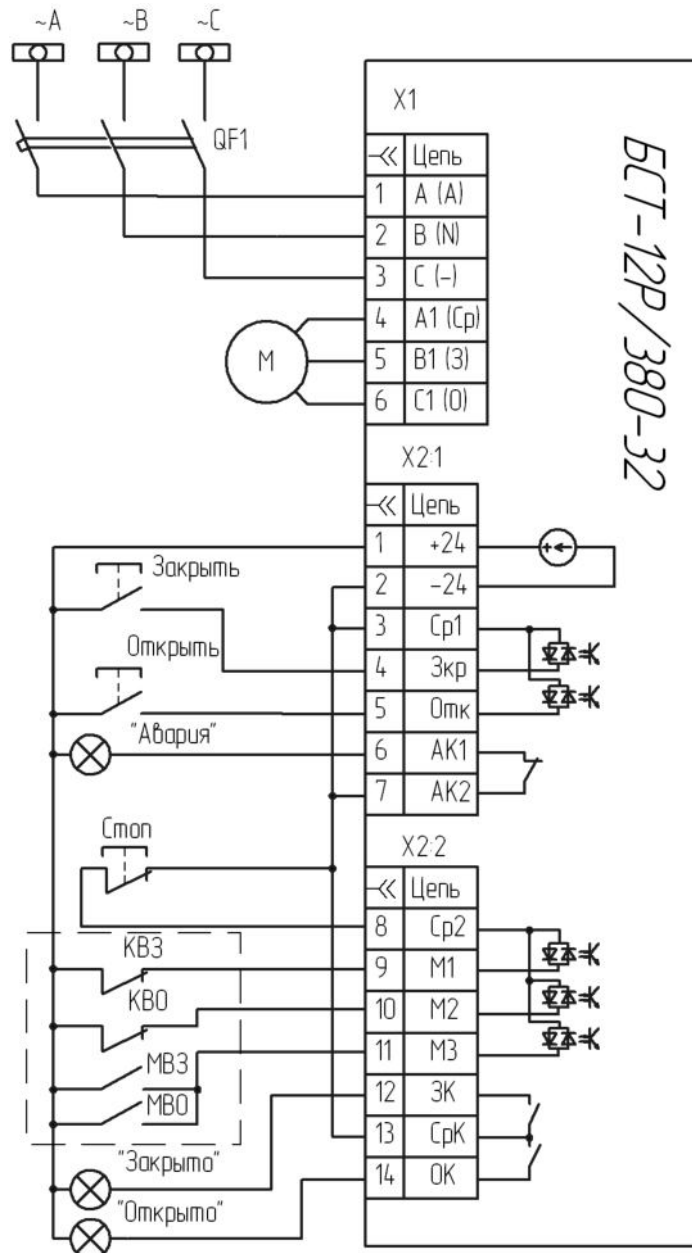 ~A ~B ~C
QF1
БСТ-12Р/380-32
X1
Цепь
1 A (A)
2 B (N)
3 C (-)
4 A1 (Ср)
5 B1 (З)
6 C1 (О)
M
X2:1
Цепь
1 +24
2 -24
3 Ср1
4 Зкр
5 Отк
6 АК1
7 АК2
Закрыть
Открыть
"Авария"
Стоп
X2:2
Цепь
8 Ср2
9 М1
10 М2
11 М3
12 ЗК
13 СрК
14 ОК
КВЗ
КВО
МВЗ
МВО
"Закрыто"
"Открыто"